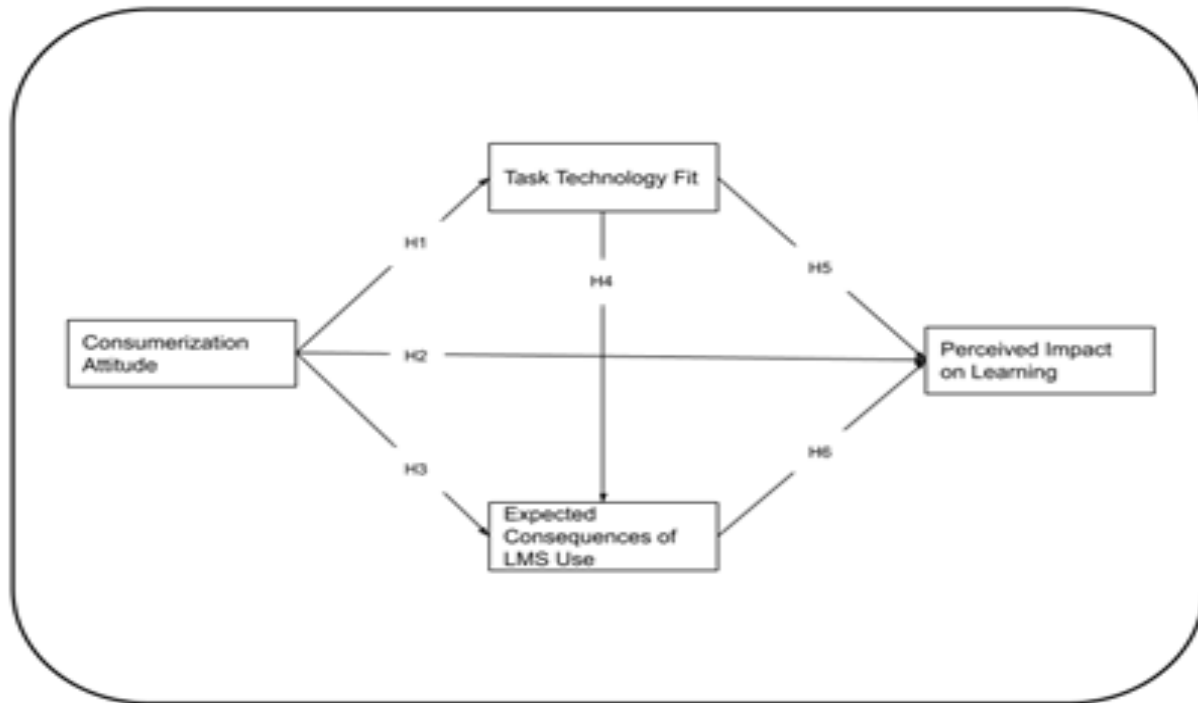 Task Technology Fit
H1
H4
H5
Consumerization
Attitude
H2
Perceived Impact
on Learning
H3
H6
Expected
Consequences of
LMS Use